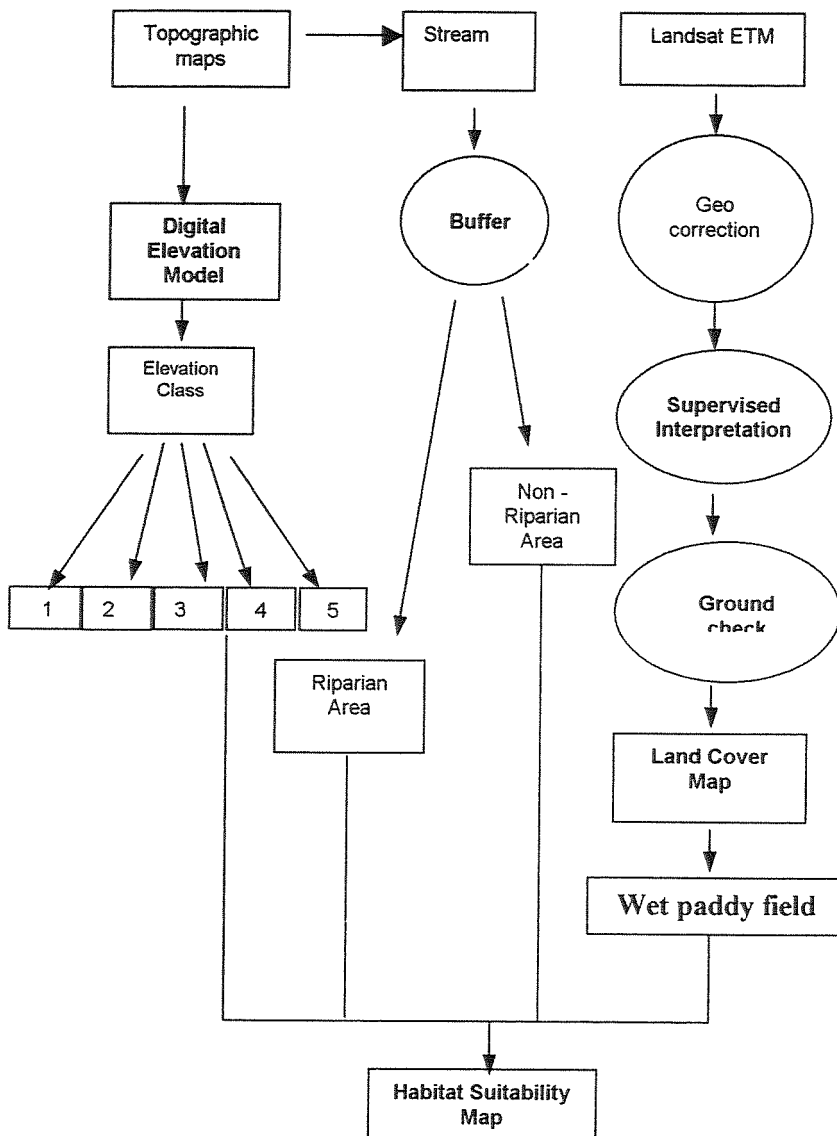 Topographic
maps
Stream
Landsat ETM
Digital
Elevation
Model
Buffer
Geo
correction
Elevation
Class
Supervised
Interpretation
Non -
Riparian
Area
1 2 3 4 5
Ground
check
Riparian
Area
Land Cover
Map
Wet paddy field
Habitat Suitability
Map